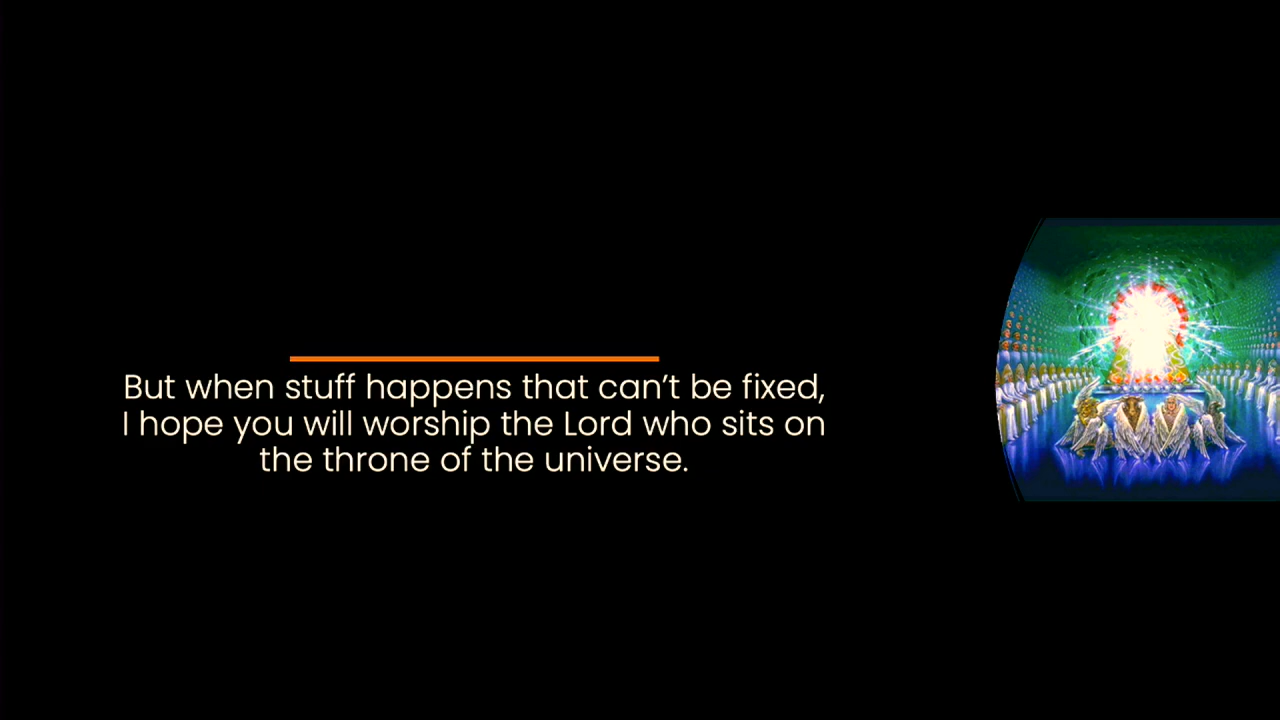 But when stuff happens that can't be fixed,
I hope you will worship the Lord who sits on
the throne of the universe.